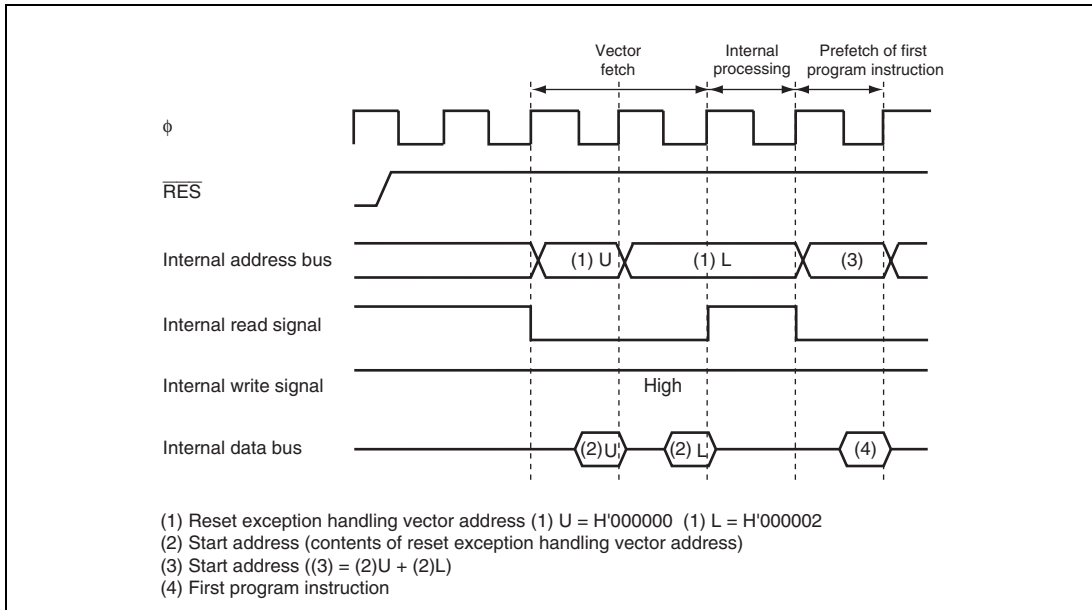 Vector
fetch
Internal
processing
Prefetch of first
program instruction
ϕ
RES
Internal address bus
(1) U
(1) L
(3)
Internal read signal
Internal write signal
High
Internal data bus
(2)U
(2) L
(4)
(1) Reset exception handling vector address (1) U = H'000000 (1) L = H'000002
(2) Start address (contents of reset exception handling vector address)
(3) Start address ((3) = (2)U + (2)L)
(4) First program instruction